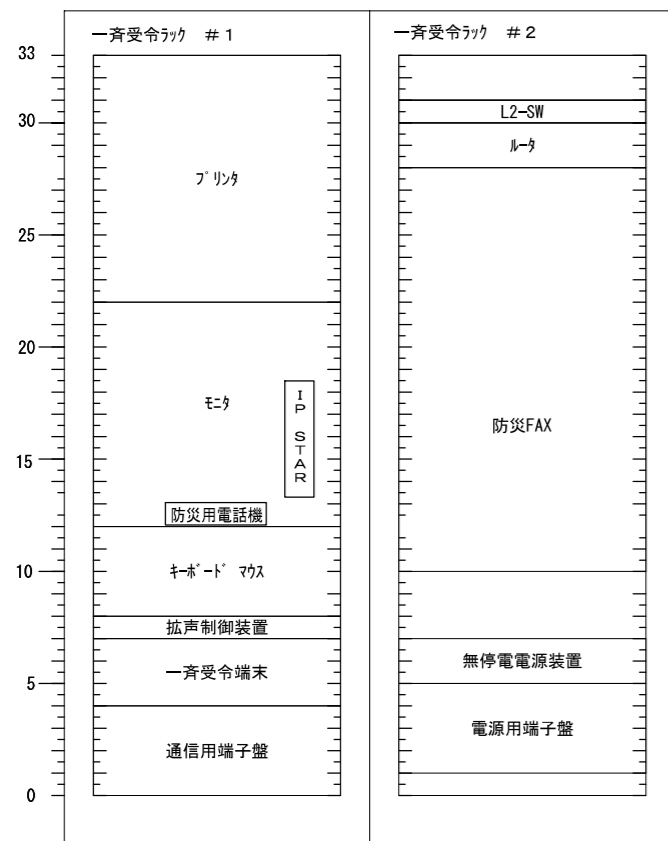 一斉受令ﾗｯｸ ＃１
一斉受令ﾗｯｸ ＃２
33
30
25
20
15
10
5
0
ﾌﾟﾘﾝﾀ
ﾓﾆﾀ
IP STAR
防災用電話機
ｷｰﾎﾞｰﾄﾞ ﾏｳｽ
拡声制御装置
一斉受令端末
通信用端子盤
L2-SW
ﾙｰﾀ
防災FAX
無停電電源装置
電源用端子盤